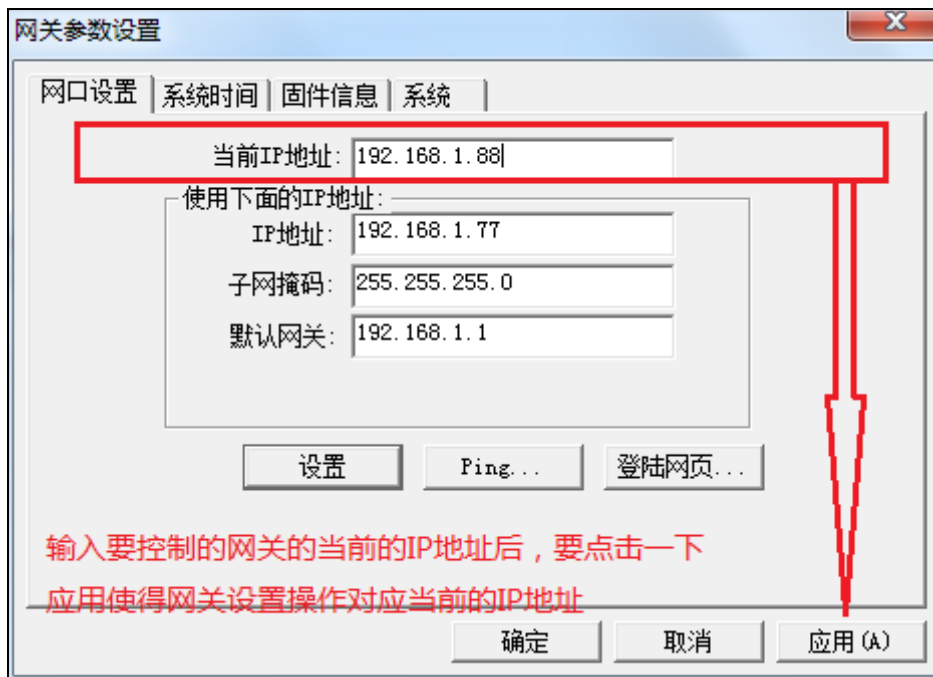 网关参数设置
网口设置 系统时间 固件信息 系统
当前IP地址: 192.168.1.88
使用下面的IP地址:
IP地址: 192.168.1.77
子网掩码: 255.255.255.0
默认网关: 192.168.1.1
设置 Ping... 登陆网页...
输入要控制的网关的当前的IP地址后，要点击一下
应用使得网关设置操作对应当前的IP地址
确定 取消 应用(A)